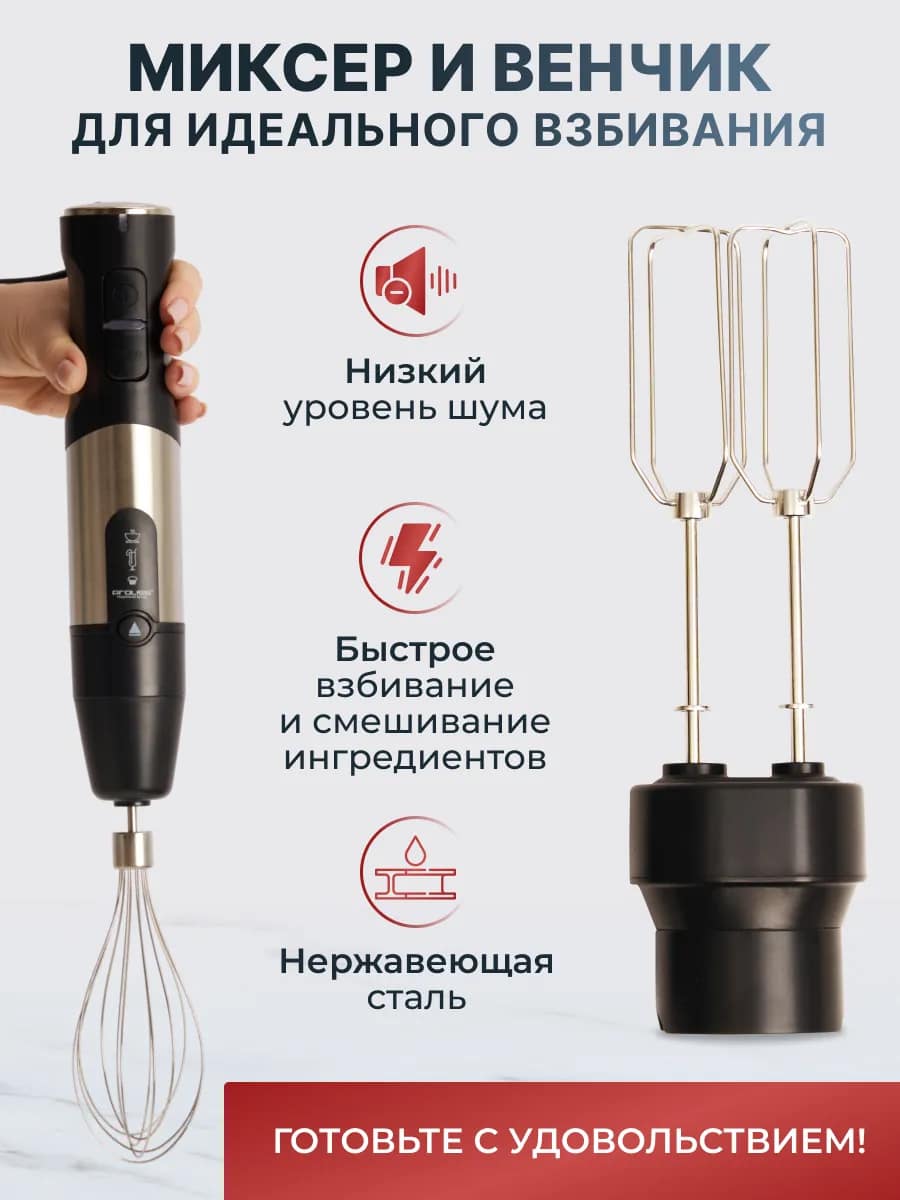 МИКСЕР И ВЕНЧИК
ДЛЯ ИДЕАЛЬНОГО ВЗБИВАНИЯ
Низкий
уровень шума
Быстрое
взбивание
и смешивание
ингредиентов
Нержавеющая
сталь
ГОТОВЬТЕ С УДОВОЛЬСТВИЕМ!